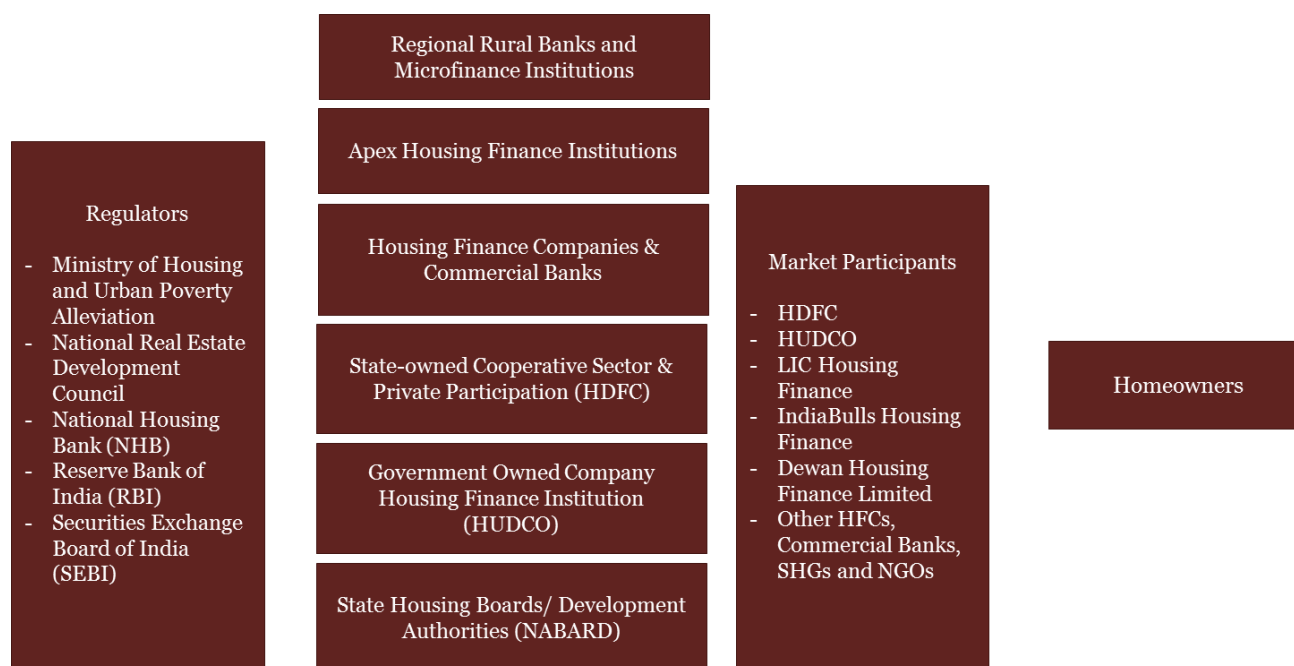 Regulators
- Ministry of Housing
and Urban Poverty
Alleviation
- National Real Estate
Development
Council
- National Housing
Bank (NHB)
- Reserve Bank of
India (RBI)
- Securities Exchange
Board of India
(SEBI)
Regional Rural Banks and
Microfinance Institutions
Apex Housing Finance Institutions
Housing Finance Companies &
Commercial Banks
State-owned Cooperative Sector &
Private Participation (HDFC)
Government Owned Company
Housing Finance Institution
(HUDCO)
State Housing Boards/ Development
Authorities (NABARD)
Market Participants
- HDFC
- HUDCO
- LIC Housing
Finance
- IndiaBulls Housing
Finance
- Dewan Housing
Finance Limited
- Other HFCs,
Commercial Banks,
SHGs and NGOs
Homeowners